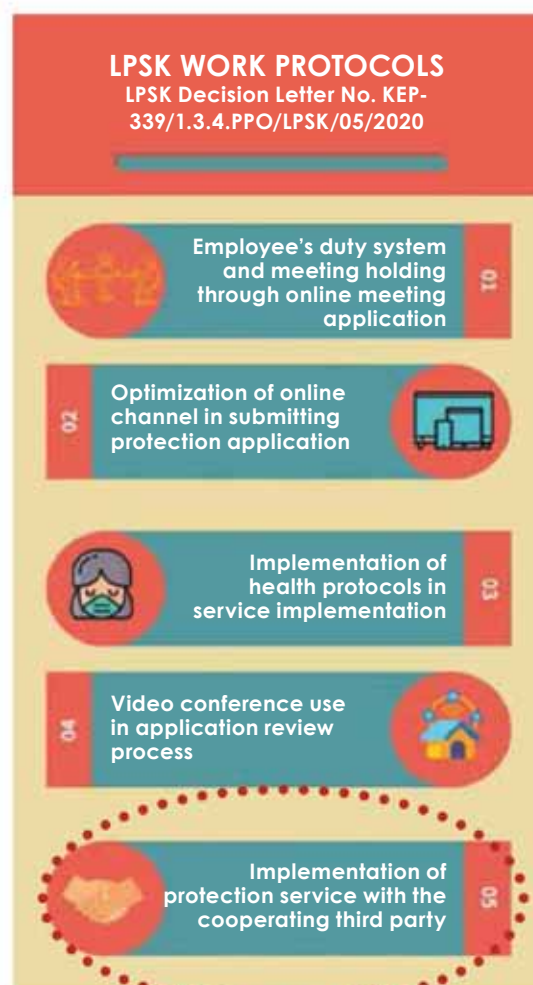 LPSK WORK PROTOCOLS
LPSK Decision Letter No. KEP-
339/1.3.4.PPO/LPSK/05/2020
Employee's duty system
and meeting holding
through online meeting
application
01
02
Optimization of online
channel in submitting
protection application
Implementation of
health protocols in
service implementation
03
04
Video conference use
in application review
process
Implementation of
protection service with the
cooperating third party
05